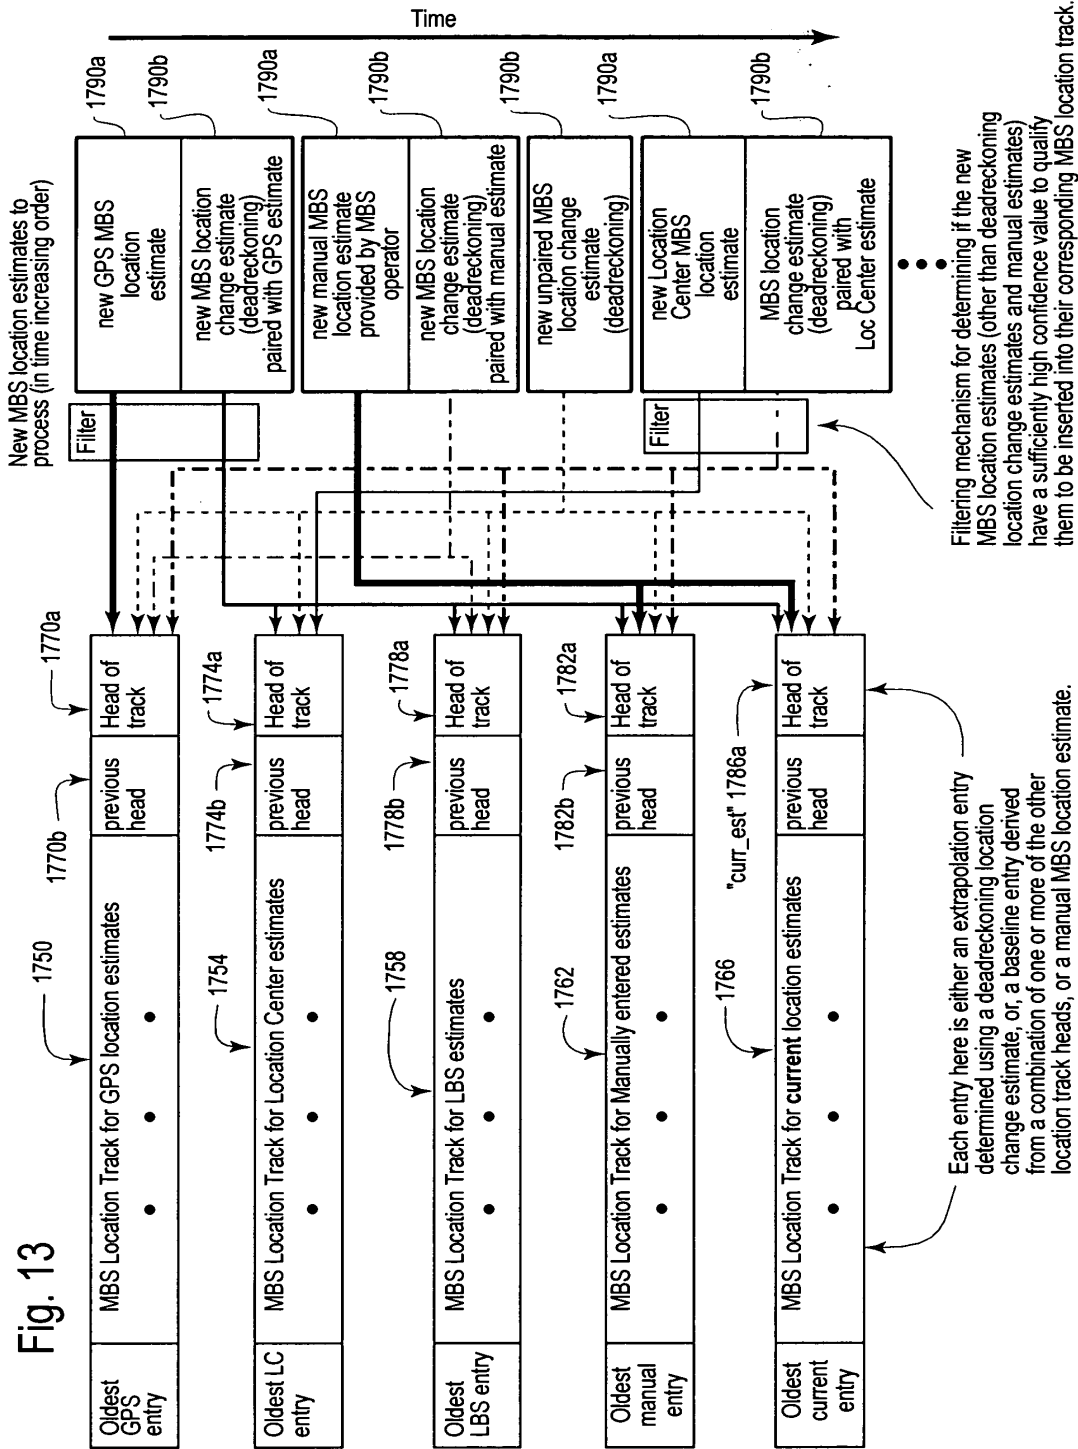 Fig. 13
New MBS location estimates to
process (in time increasing order)
Time
1790a
1790b
1790a
1790b
1790b
1790a
1790b
new GPS MBS
location
estimate
new MBS location
change estimate
(deadreckoning)
paired with GPS estimate
new manual MBS
location estimate
provided by MBS
operator
new MBS location
change estimate
(deadreckoning)
paired with manual estimate
new unpaired MBS
location change
estimate
(deadreckoning)
new Location
Center MBS
location
estimate
MBS location
change estimate
(deadreckoning)
paired with
Loc Center estimate
Filter
Filter
Filtering mechanism for determining if the new
MBS location estimates (other than deadreckoning
location change estimates and manual estimates)
have a sufficiently high confidence value to qualify
them to be inserted into their corresponding MBS location track.
1750
1770b
1770a
Oldest
GPS
entry
MBS Location Track for GPS location estimates
previous
head
Head of
track
1754
1774b
1774a
Oldest LC
entry
MBS Location Track for Location Center estimates
previous
head
Head of
track
1758
1778b
1778a
Oldest
LBS entry
MBS Location Track for LBS estimates
previous
head
Head of
track
1762
1782b
1782a
Oldest
manual
entry
MBS Location Track for Manually entered estimates
previous
head
Head of
track
1766
"curr_est" 1786a
Oldest
current
entry
MBS Location Track for current location estimates
previous
head
Head of
track
Each entry here is either an extrapolation entry
determined using a deadreckoning location
change estimate, or, a baseline entry derived
from a combination of one or more of the other
location track heads, or a manual MBS location estimate.